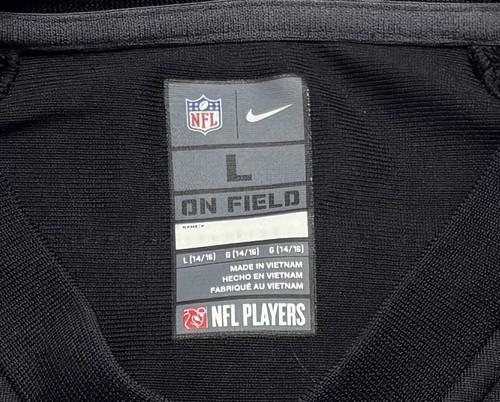 NFL
L
ON FIELD
NAME/#
L (14/16) G (14/16) G (14/16)
MADE IN VIETNAM
HECHO EN VIETNAM
FABRIQUÉ AU VIETNAM
NFL PLAYERS